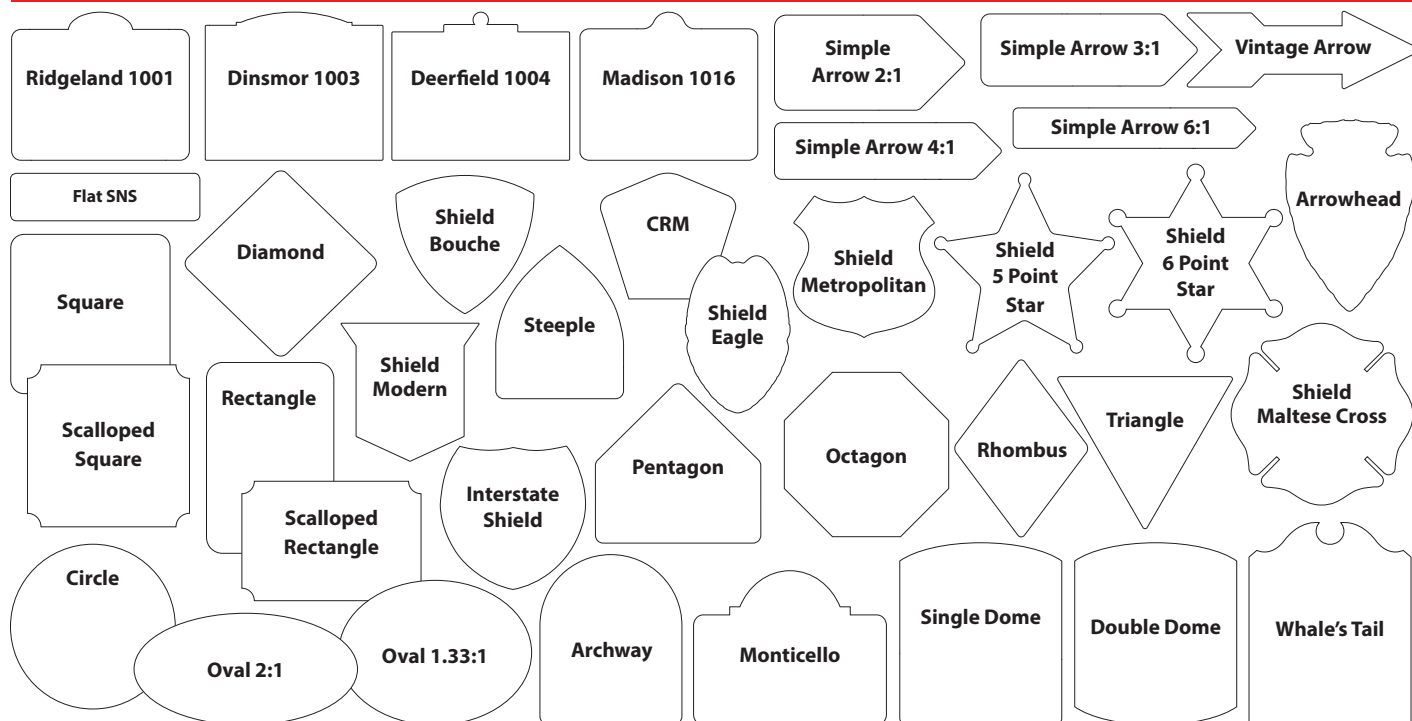 Ridgeland 1001
Dinsmor 1003
Deerfield 1004
Madison 1016
Simple
Arrow 2:1
Simple Arrow 3:1
Vintage Arrow
Simple Arrow 4:1
Simple Arrow 6:1
Arrowhead
Flat SNS
Diamond
Shield
Bouche
CRM
Shield
Metropolitan
Shield
5 Point
Star
Shield
6 Point
Star
Square
Steeple
Shield
Eagle
Shield
Modern
Rectangle
Scalloped
Square
Pentagon
Octagon
Rhombus
Triangle
Shield
Maltese Cross
Interstate
Shield
Scalloped
Rectangle
Circle
Oval 2:1
Oval 1.33:1
Archway
Monticello
Single Dome
Double Dome
Whale’s Tail